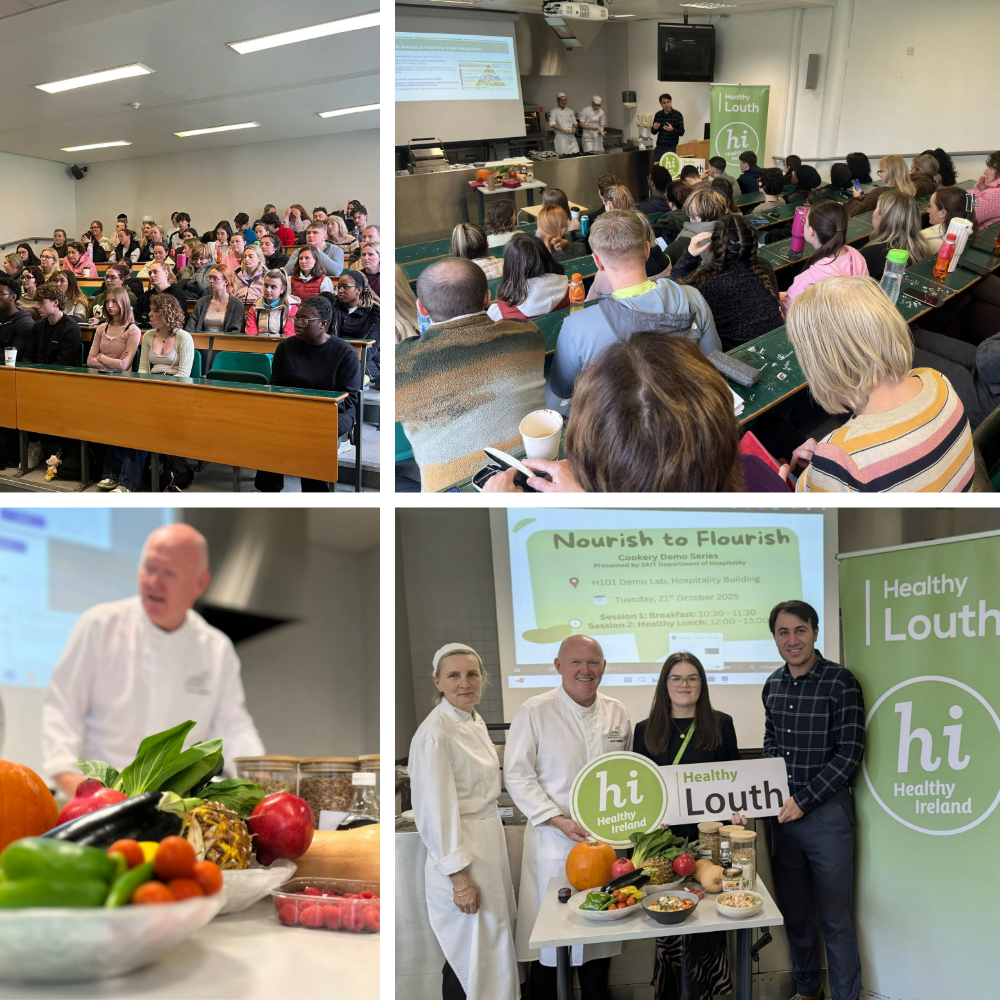 Healthy
Louth
hi
Healthy
Nourish to Flourish
Cookery Demo Series
Presented by DkIT Department of Hospitality
H101 Demo Lab, Hospitality Building
Tuesday, 21st October 2025
Session 1: Breakfast: 10:30 - 11:30
Session 2: Healthy Lunch: 12:00 - 13:00
hi
Healthy
Ireland
Healthy
Louth
Healthy
Louth
hi
Healthy
Ireland